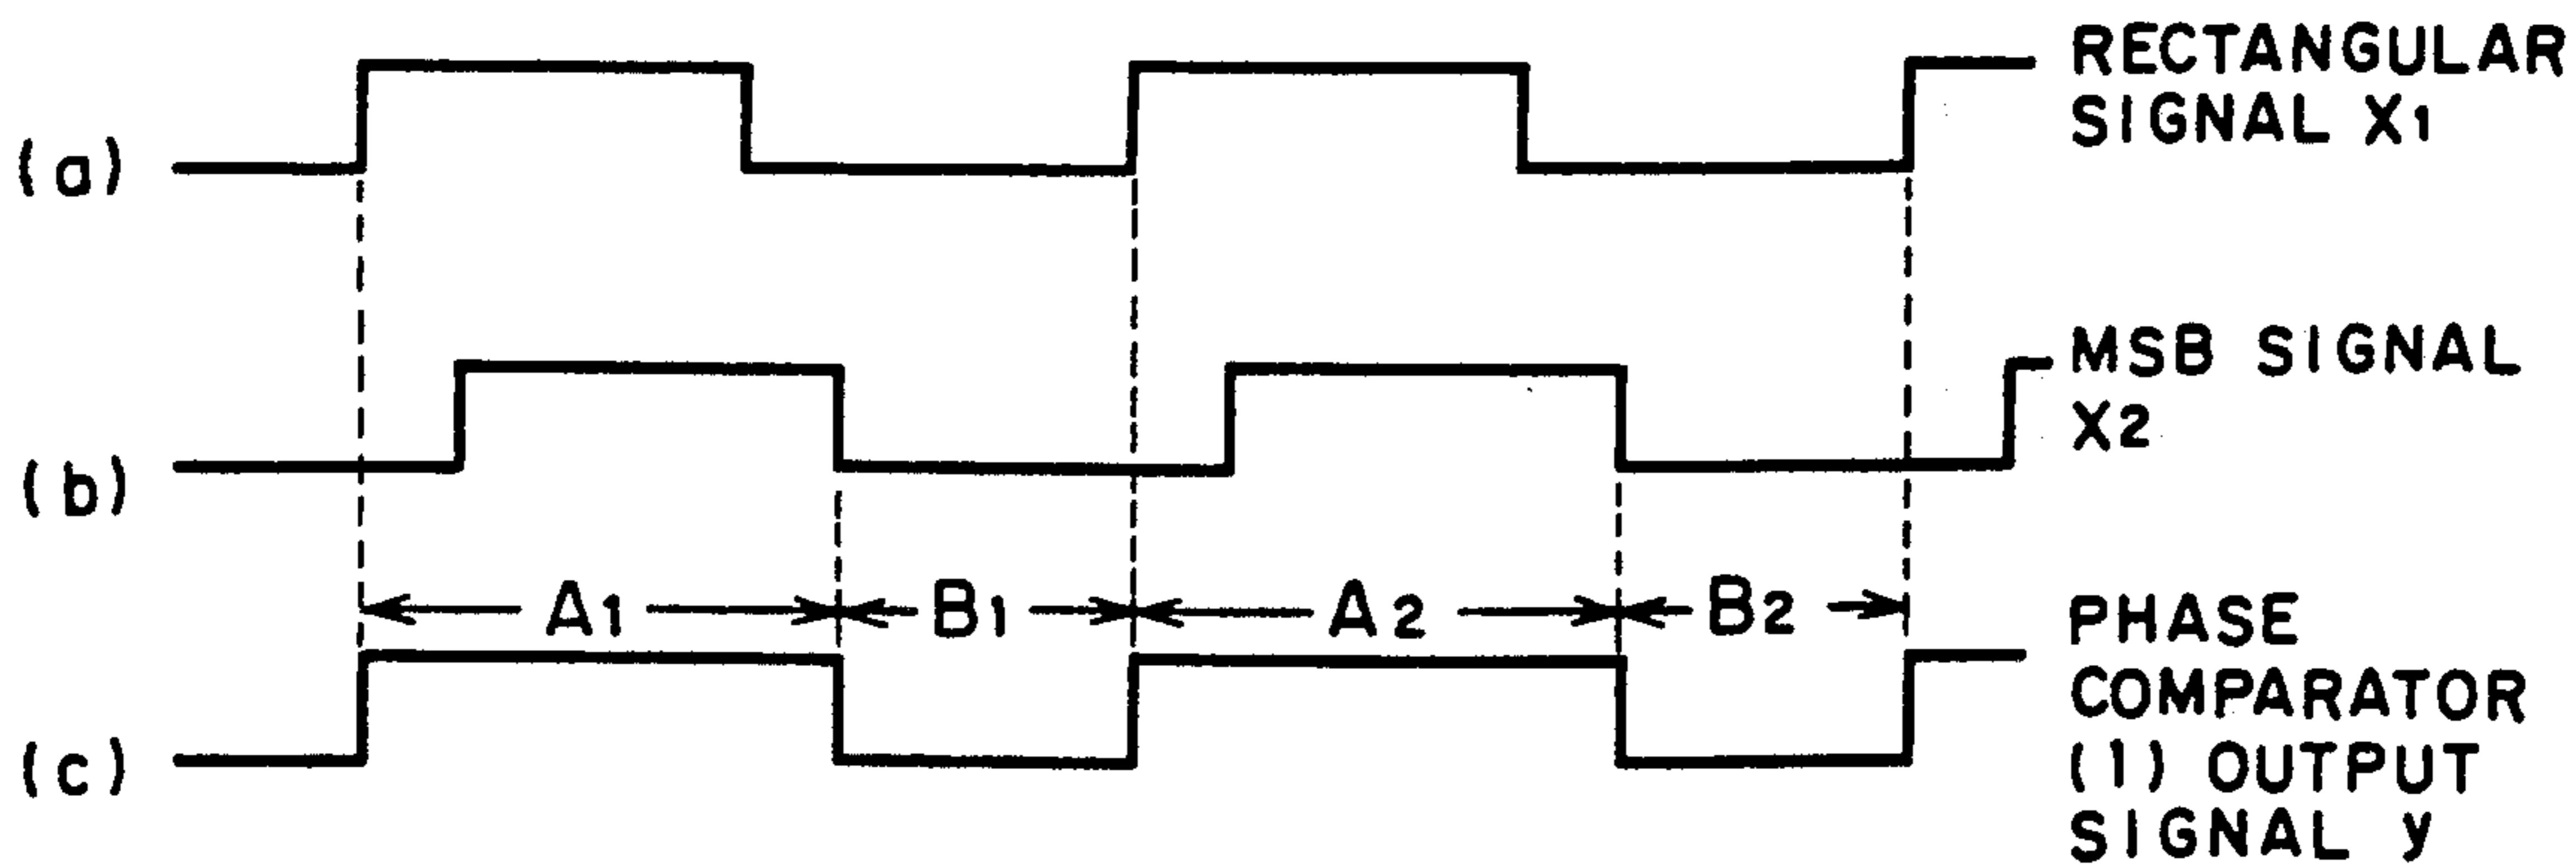 (a)
RECTANGULAR
SIGNAL X1
(b)
MSB SIGNAL
X2
A1
B1
A2
B2
(c)
PHASE
COMPARATOR
(1) OUTPUT
SIGNAL y